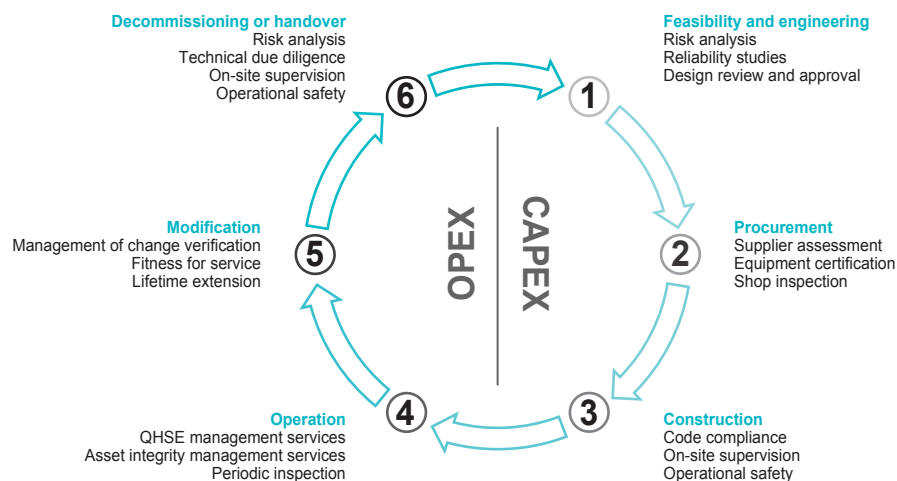 Decommissioning or handover
Risk analysis
Technical due diligence
On-site supervision
Operational safety
6
Feasibility and engineering
Risk analysis
Reliability studies
Design review and approval
1
Modification
Management of change verification
Fitness for service
Lifetime extension
5
OPEX
CAPEX
2
Procurement
Supplier assessment
Equipment certification
Shop inspection
Operation
QHSE management services
Asset integrity management services
Periodic inspection
4
3
Construction
Code compliance
On-site supervision
Operational safety